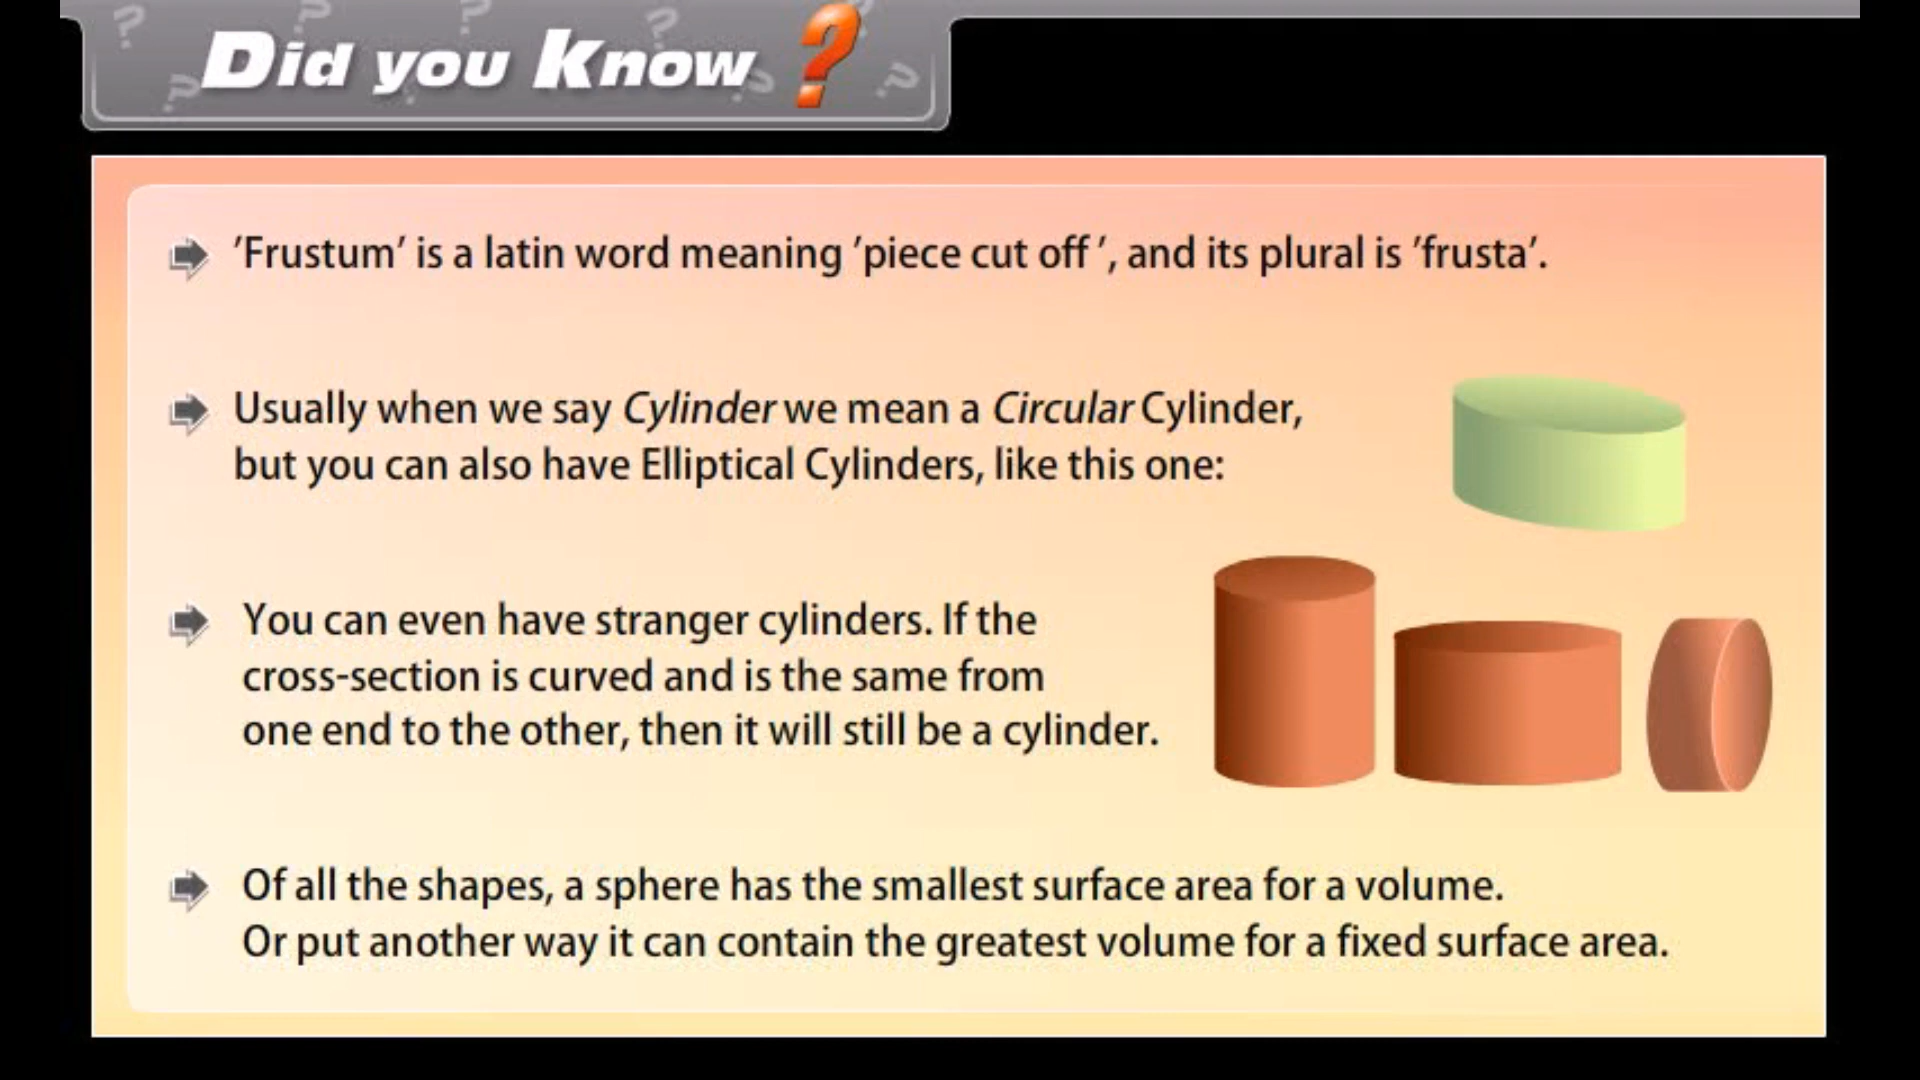 Did you Know ?
'Frustum' is a latin word meaning 'piece cut off ', and its plural is 'frusta'.
Usually when we say Cylinder we mean a Circular Cylinder,
but you can also have Elliptical Cylinders, like this one:
You can even have stranger cylinders. If the
cross-section is curved and is the same from
one end to the other, then it will still be a cylinder.
Of all the shapes, a sphere has the smallest surface area for a volume.
Or put another way it can contain the greatest volume for a fixed surface area.